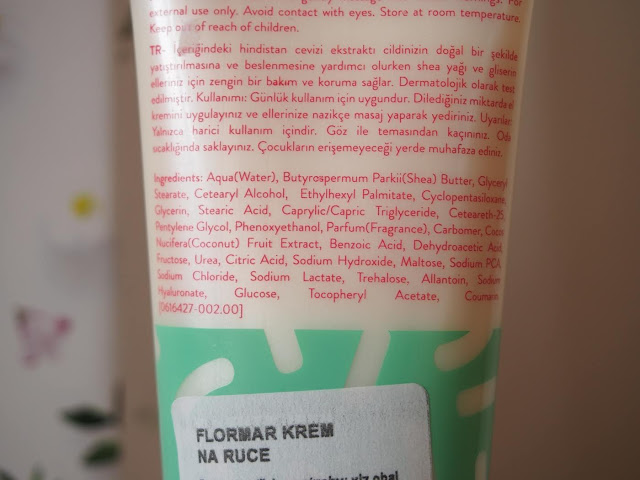 external use only. Avoid contact with eyes. Store at room temperature.
Keep out of reach of children.
TR- İçeriğindeki hindistan cevizi ekstraktı cildinizin doğal bir şekilde
yatıştırılmasına ve beslenmesine yardımcı olurken shea yağı ve gliserin
elleriniz için zengin bir bakım ve koruma sağlar. Dermatolojik olarak test
edilmiştir. Kullanımı: Günlük kullanım için uygundur. Dilediğiniz miktarda el
kremini uygulayınız ve ellerinize nazikçe masaj yaparak yediriniz. Uyarılar:
Yalnızca harici kullanım içindir. Göz ile temasından kaçınınız. Oda
sıcaklığında saklayınız. Çocukların erişemeyeceği yerde muhafaza ediniz.
Ingredients: Aqua(Water), Butyrospermum Parkii(Shea) Butter, Glyceryl
Stearate, Cetearyl Alcohol, Ethylhexyl Palmitate, Cyclopentasiloxane,
Glycerin, Stearic Acid, Caprylic/Capric Triglyceride, Ceteareth-25,
Pentylene Glycol, Phenoxyethanol, Parfum(Fragrance), Carbomer, Cocos
Nucifera(Coconut) Fruit Extract, Benzoic Acid, Dehydroacetic Acid,
Fructose, Urea, Citric Acid, Sodium Hydroxide, Maltose, Sodium PCA,
Sodium Chloride, Sodium Lactate, Trehalose, Allantoin, Sodium
Hyaluronate, Glucose, Tocopheryl Acetate, Coumarin.
[0616427-002.00]
FLORMAR KREM
NA RUCE